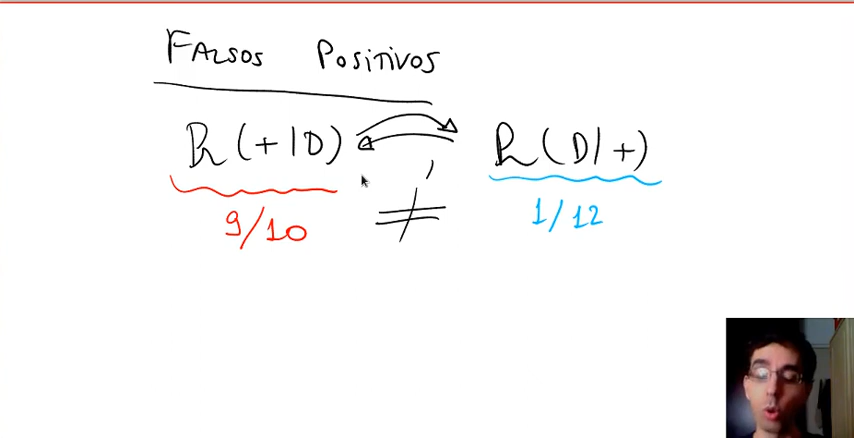 FALSOS POSITIVOS
Pr(+|D) Pr(D|+)
≠
9/10 1/12